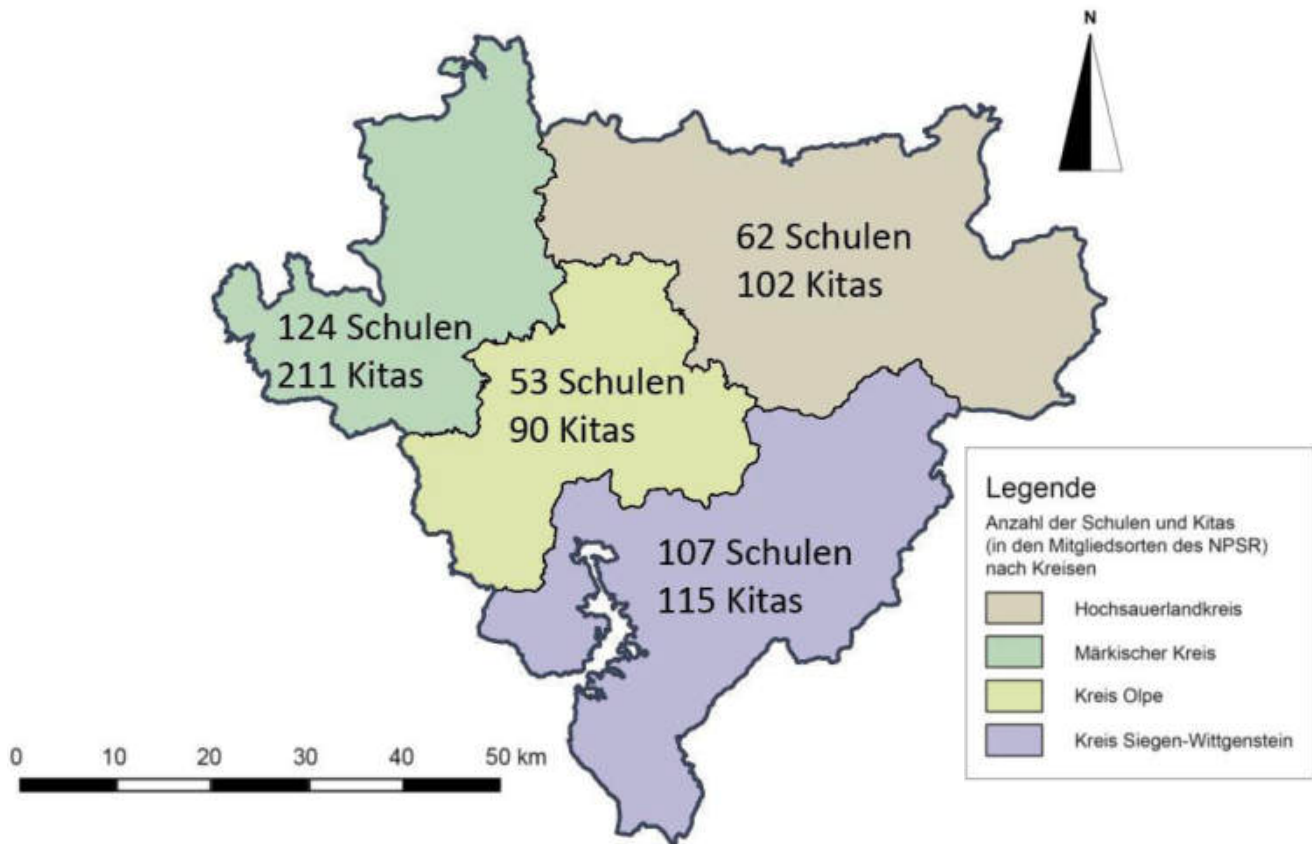 N
62 Schulen
102 Kitas
124 Schulen
211 Kitas
53 Schulen
90 Kitas
107 Schulen
115 Kitas
Legende
Anzahl der Schulen und Kitas
(in den Mitgliedsorten des NPSR)
nach Kreisen
Hochsauerlandkreis
Märkischer Kreis
Kreis Olpe
Kreis Siegen-Wittgenstein
0 10 20 30 40 50 km